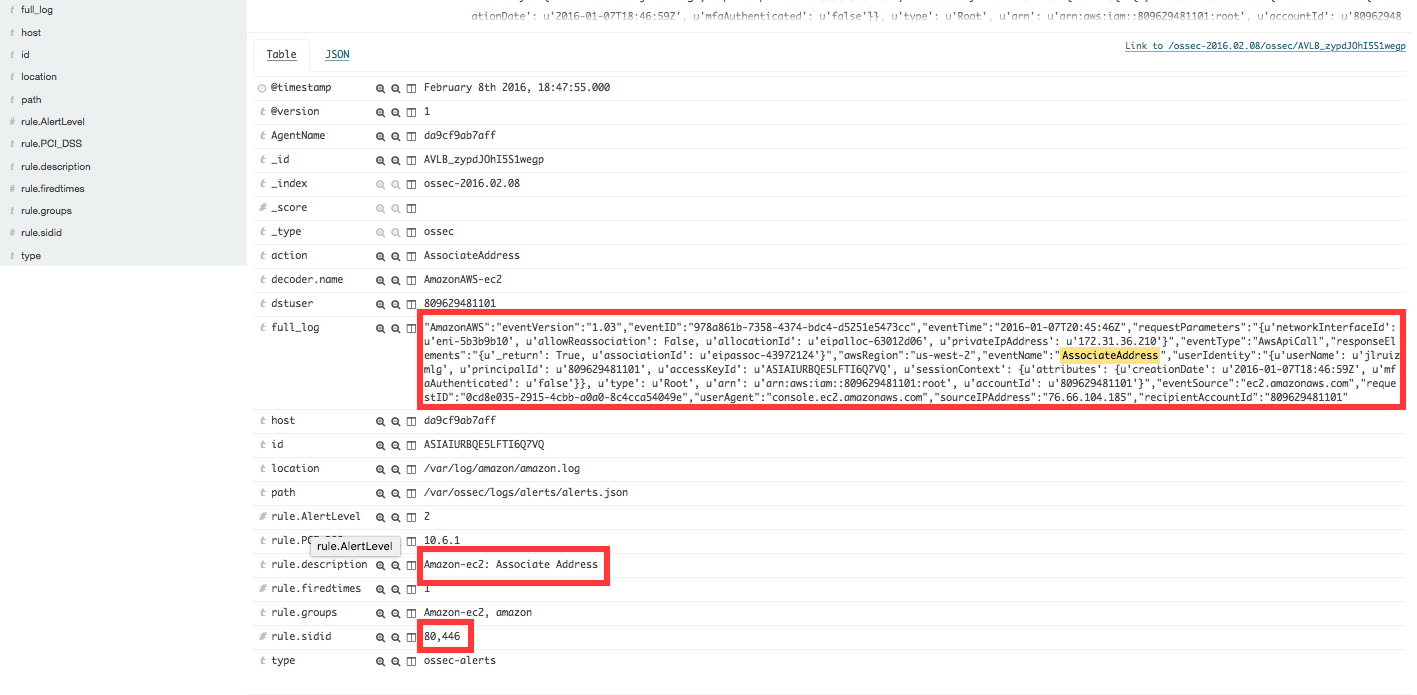 t full_log
t host
t id
t location
t path
# rule.AlertLevel
t rule.PCI_DSS
t rule.description
# rule.firedtimes
t rule.groups
# rule.sidid
t type
ationDate': u'2016-01-07T18:46:59Z', u'mfaAuthenticated': u'false'}}, u'type': u'Root', u'arn': u'arn:aws:iam::809629481101:root', u'accountId': u'80962948
Table JSON
Link to /ossec-2016.02.08/ossec/AVLB_zypdJOhI5S1wegp
@timestamp February 8th 2016, 18:47:55.000
t @version 1
t AgentName da9cf9ab7aff
t _id AVLB_zypdJOhI5S1wegp
t _index ossec-2016.02.08
# _score
t _type ossec
t action AssociateAddress
t decoder.name AmazonAWS-ec2
t dstuser 809629481101
t full_log "AmazonAWS":"eventVersion":"1.03","eventID":"978a861b-7358-4374-bdc4-d5251e5473cc","eventTime":"2016-01-07T20:45:46Z","requestParameters":"{u'networkInterfaceId':
u'eni-5b3b9b10', u'allowReassociation': False, u'allocationId': u'eipalloc-63012d06', u'privateIpAddress': u'172.31.36.210'}","eventType":"AwsApiCall","responseEl
ements":"{u'_return': True, u'associationId': u'eipassoc-43972124'}","awsRegion":"us-west-2","eventName":"AssociateAddress","userIdentity":"{u'userName': u'jlruiz
mlg', u'principalId': u'809629481101', u'accessKeyId': u'ASIAIURBQE5LFTI6Q7VQ', u'sessionContext': {u'attributes': {u'creationDate': u'2016-01-07T18:46:59Z', u'mf
aAuthenticated': u'false'}}, u'type': u'Root', u'arn': u'arn:aws:iam::809629481101:root', u'accountId': u'809629481101'}","eventSource":"ec2.amazonaws.com","reque
stID":"0cd8e035-2915-4cbb-a0a0-8c4cca54049e","userAgent":"console.ec2.amazonaws.com","sourceIPAddress":"76.66.104.185","recipientAccountId":"809629481101"
t host da9cf9ab7aff
t id ASIAIURBQE5LFTI6Q7VQ
t location /var/log/amazon/amazon.log
t path /var/ossec/logs/alerts/alerts.json
# rule.AlertLevel 2
t rule.PC 10.6.1
rule.AlertLevel
t rule.description Amazon-ec2: Associate Address
# rule.firedtimes 1
t rule.groups Amazon-ec2, amazon
# rule.sidid 80,446
t type ossec-alerts